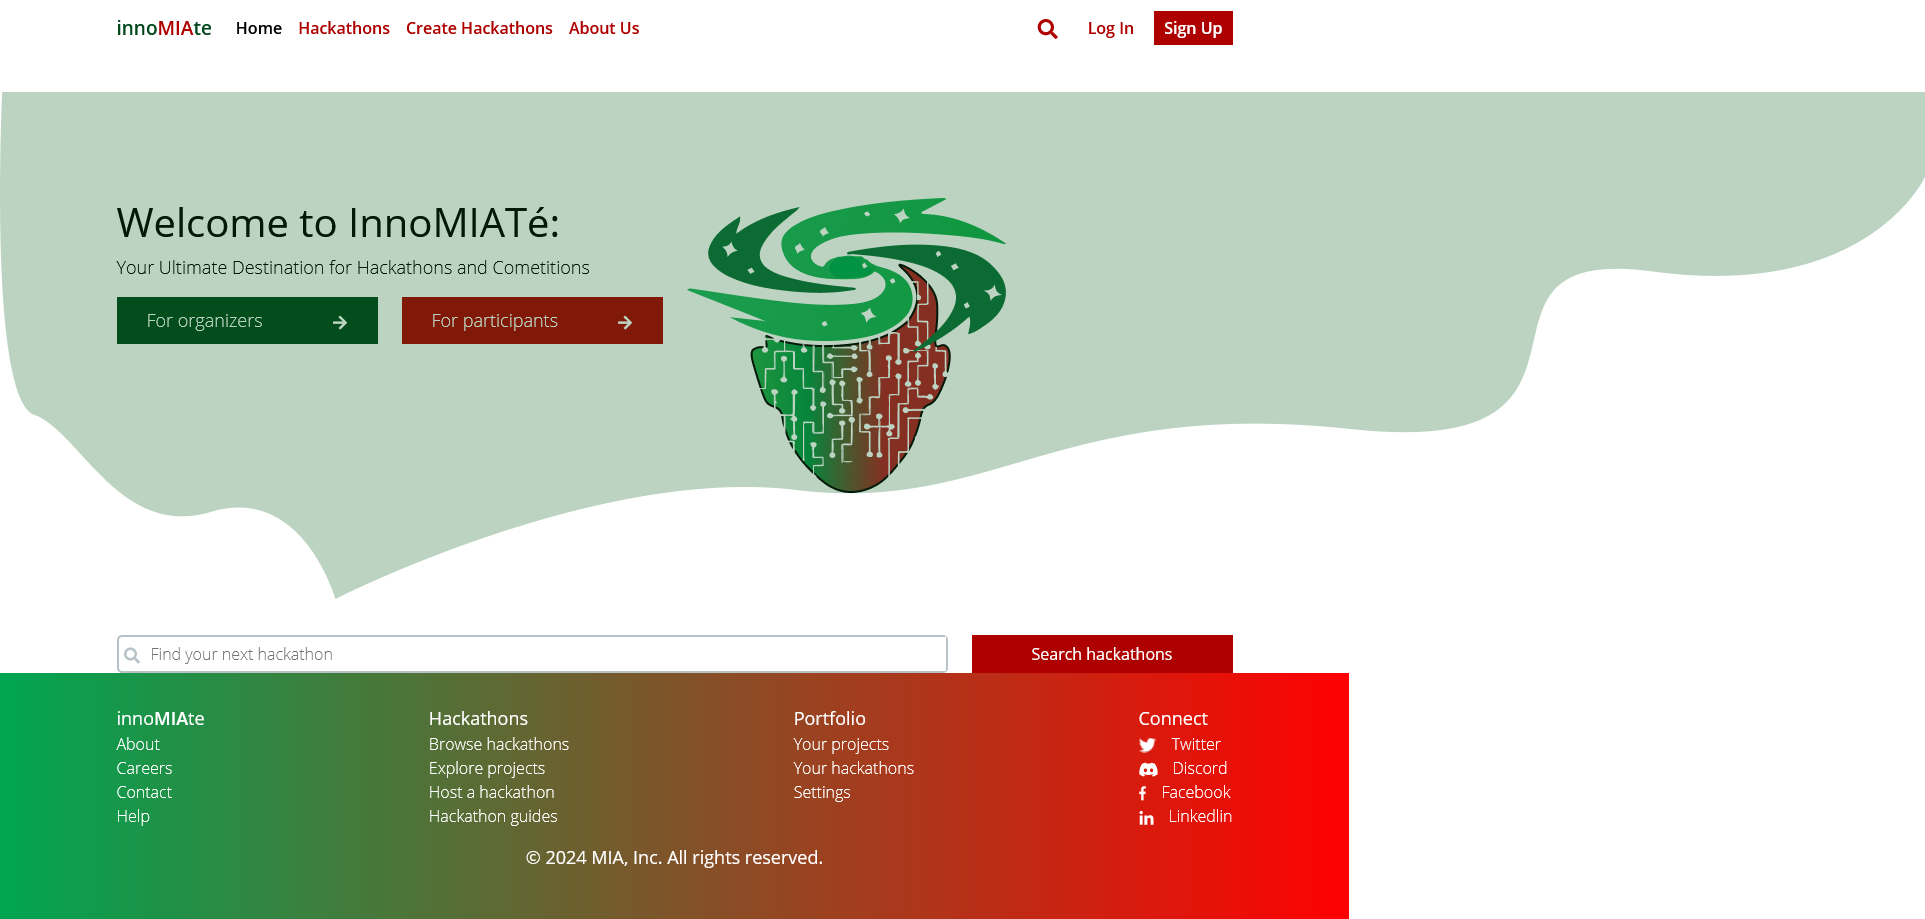 innoMIAte Home Hackathons Create Hackathons About Us Log In Sign Up
Welcome to InnoMIATé:
Your Ultimate Destination for Hackathons and Cometitions
For organizers For participants
Find your next hackathon Search hackathons
innoMIAte Hackathons Portfolio Connect
About Browse hackathons Your projects Twitter
Careers Explore projects Your hackathons Discord
Contact Host a hackathon Settings Facebook
Help Hackathon guides Linkedlin
© 2024 MIA, Inc. All rights reserved.